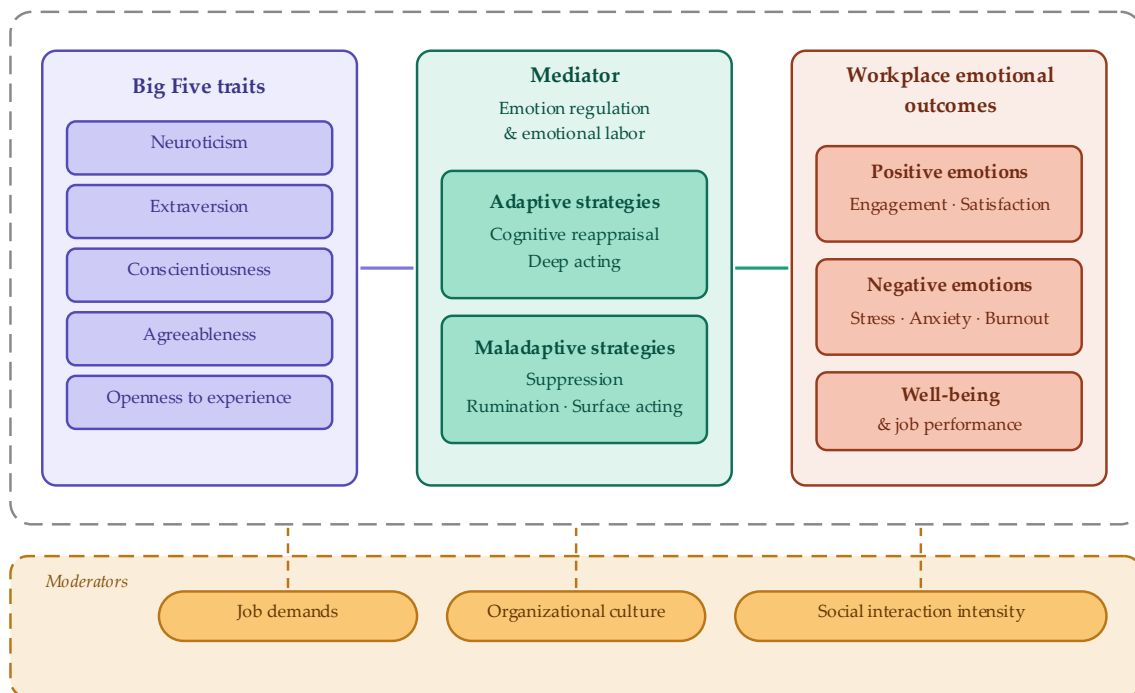 Big Five traits
Neuroticism
Extraversion
Conscientiousness
Agreeableness
Openness to experience
Mediator
Emotion regulation
& emotional labor
Adaptive strategies
Cognitive reappraisal
Deep acting
Maladaptive strategies
Suppression
Rumination · Surface acting
Workplace emotional
outcomes
Positive emotions
Engagement · Satisfaction
Negative emotions
Stress · Anxiety · Burnout
Well-being
& job performance
Moderators
Job demands
Organizational culture
Social interaction intensity